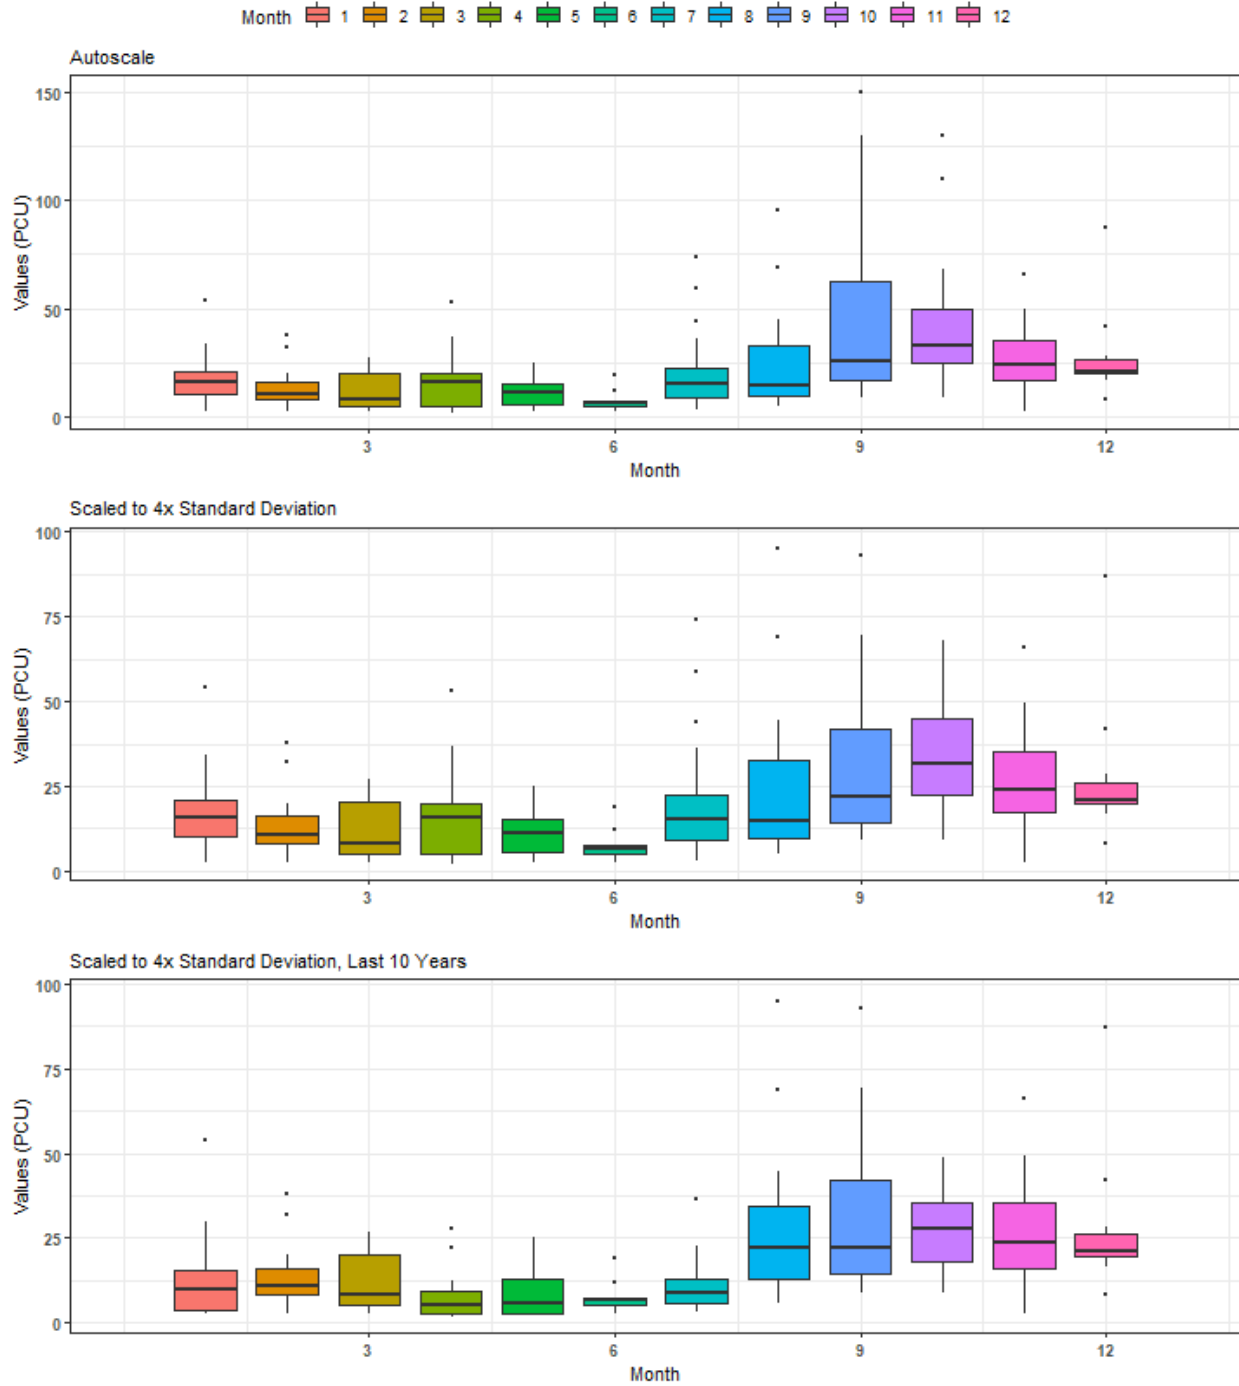 Month 1 2 3 4 5 6 7 8 9 10 11 12
Autoscale
150
100
50
0
Values (PCU)
3 6 9 12
Month
Scaled to 4x Standard Deviation
100
75
50
25
0
Values (PCU)
3 6 9 12
Month
Scaled to 4x Standard Deviation, Last 10 Years
100
75
50
25
0
Values (PCU)
3 6 9 12
Month